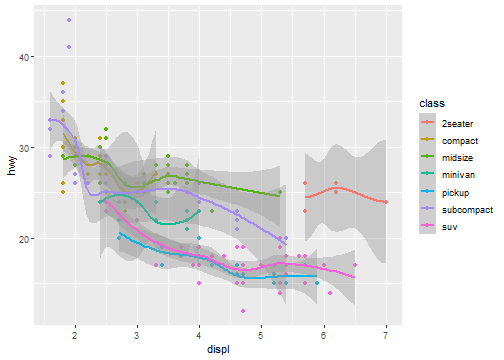 40
30
20
hwy
2
3
4
5
6
7
displ
class
2seater
compact
midsize
minivan
pickup
subcompact
suv